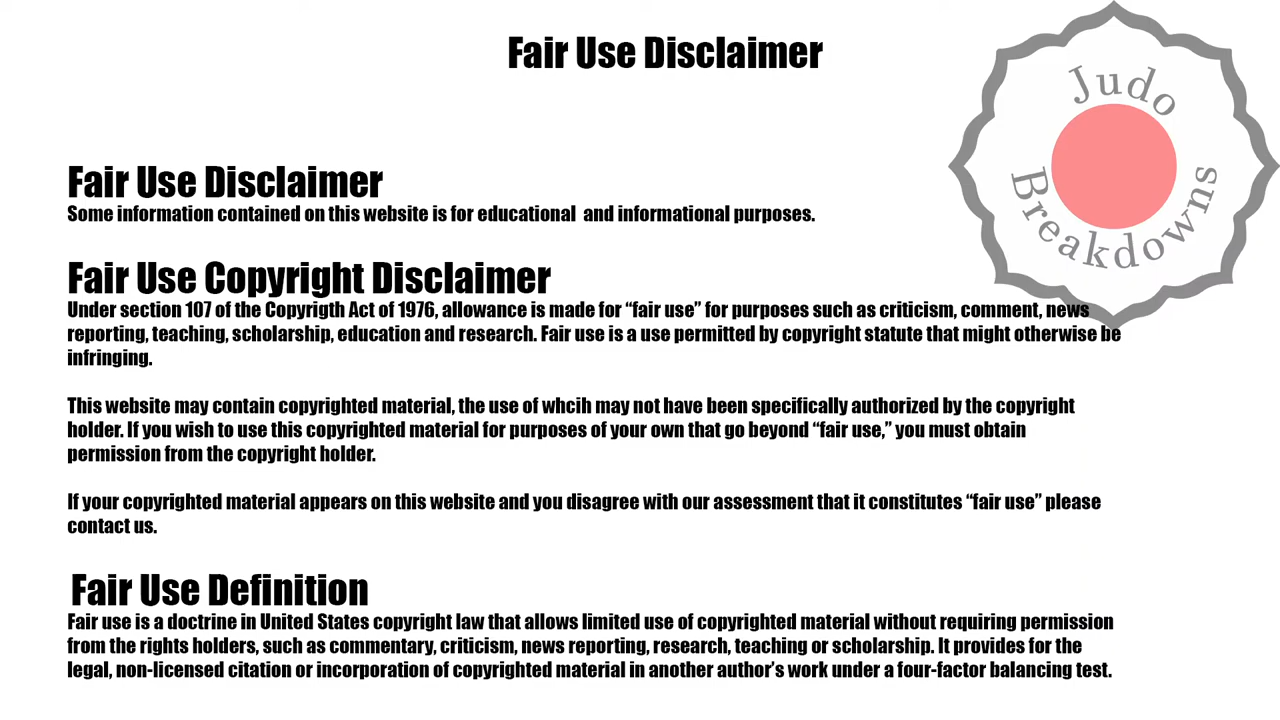 Fair Use Disclaimer
Judo
Breakdowns
Fair Use Disclaimer
Some information contained on this website is for educational  and informational purposes.
Fair Use Copyright Disclaimer
Under section 107 of the Copyrigth Act of 1976, allowance is made for “fair use” for purposes such as criticism, comment, news
reporting, teaching, scholarship, education and research. Fair use is a use permitted by copyright statute that might otherwise be
infringing.
This website may contain copyrighted material, the use of whcih may not have been specifically authorized by the copyright
holder. If you wish to use this copyrighted material for purposes of your own that go beyond “fair use,” you must obtain
permission from the copyright holder.
If your copyrighted material appears on this website and you disagree with our assessment that it constitutes “fair use” please
contact us.
Fair Use Definition
Fair use is a doctrine in United States copyright law that allows limited use of copyrighted material without requiring permission
from the rights holders, such as commentary, criticism, news reporting, research, teaching or scholarship. It provides for the
legal, non-licensed citation or incorporation of copyrighted material in another author’s work under a four-factor balancing test.